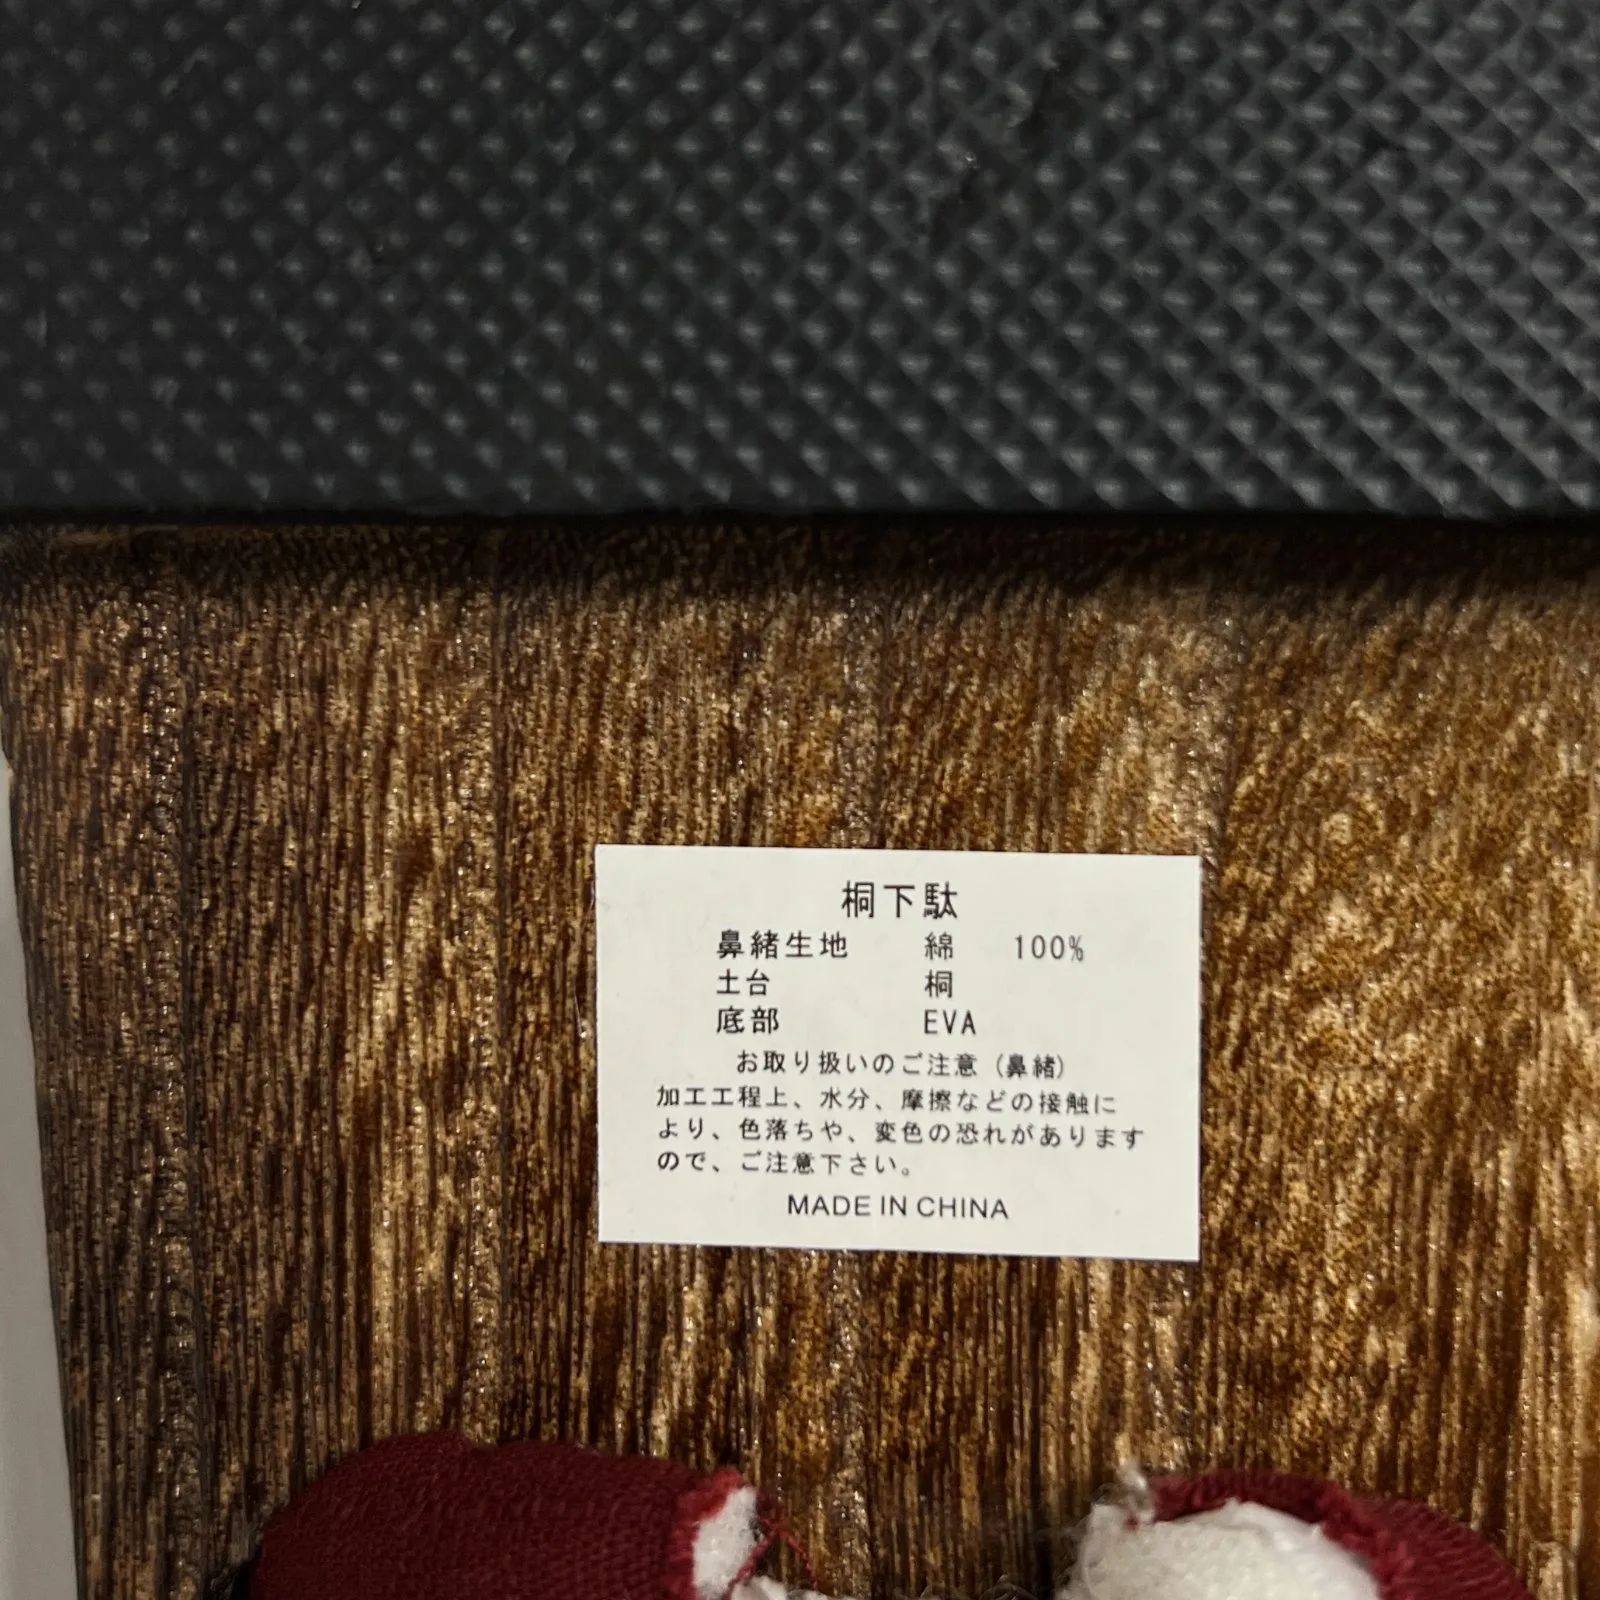 桐下駄
鼻緒生地 綿 100%
土台 桐
底部 EVA
お取り扱いのご注意（鼻緒）
加工工程上、水分、摩擦などの接触に
より、色落ちや、変色の恐れがあります
ので、ご注意下さい。
MADE IN CHINA